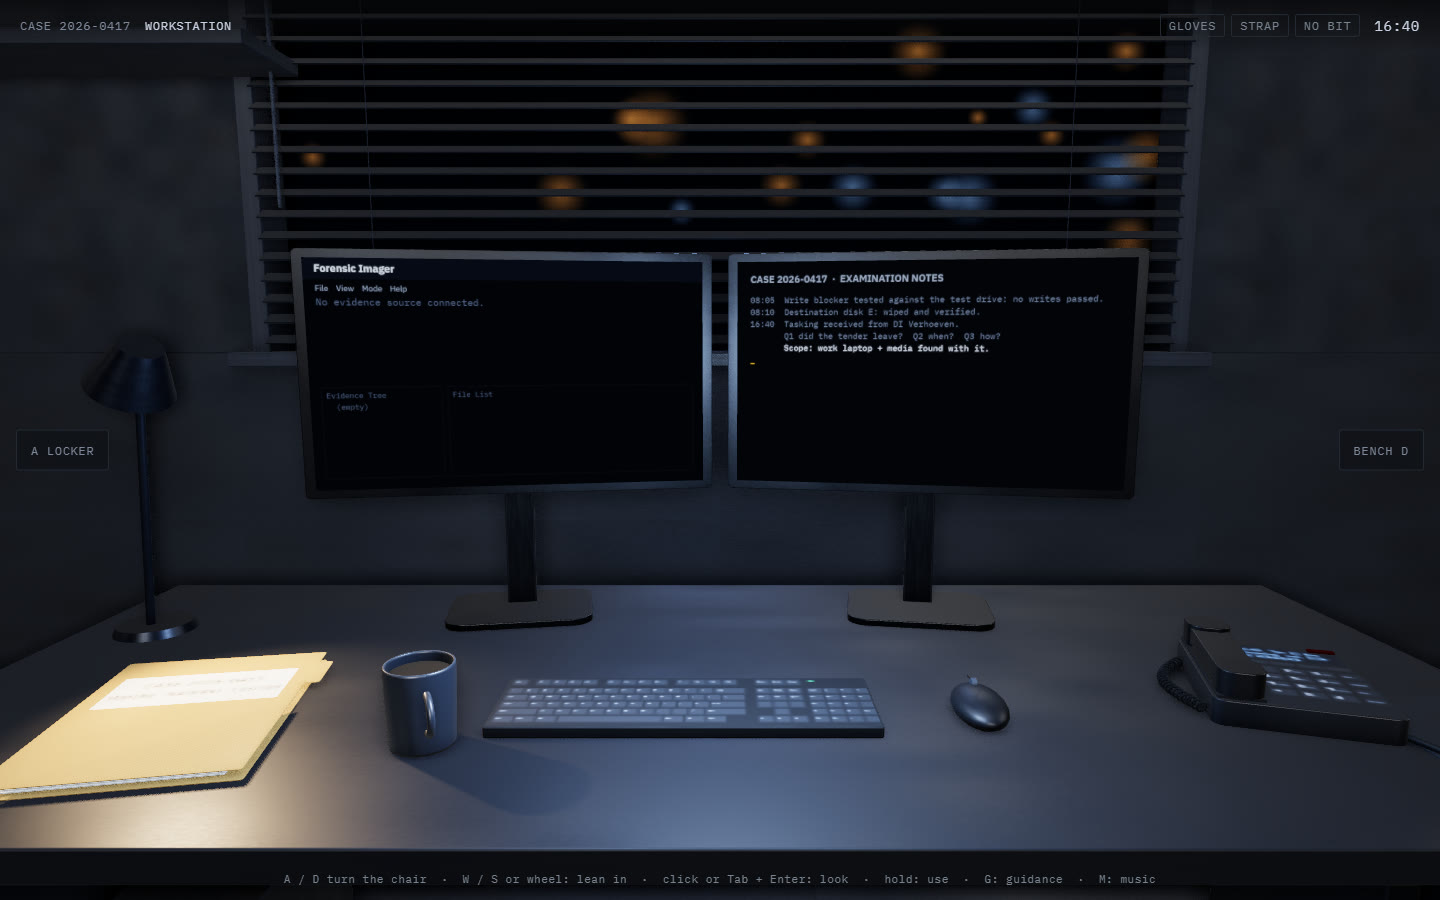 CASE 2026-0417 WORKSTATION
GLOVES STRAP NO BIT 16:40
Forensic Imager
File View Mode Help
No evidence source connected.
Evidence Tree
(empty)
File List
CASE 2026-0417 · EXAMINATION NOTES
08:05 Write blocker tested against the test drive: no writes passed.
08:10 Destination disk E: wiped and verified.
16:40 Tasking received from DI Verhoeven.
Q1 did the tender leave? Q2 when? Q3 how?
Scope: work laptop + media found with it.
A LOCKER
BENCH D
A / D turn the chair · W / S or wheel: lean in · click or Tab + Enter: look · hold: use · G: guidance · M: music